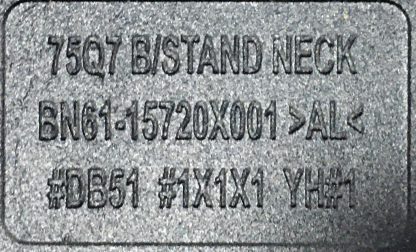 75Q7 B/STAND NECK
BN61-15720X001 >AL<
#DB51 #1X1X1 YH#1